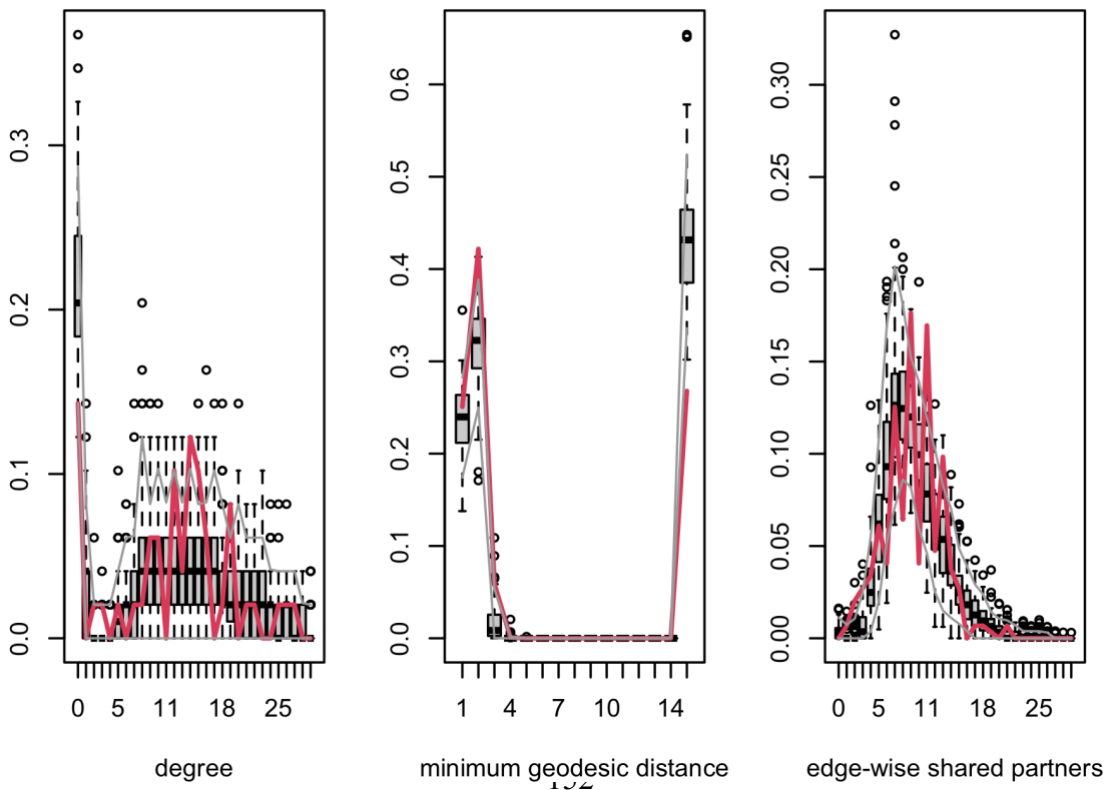 0.0 0.1 0.2 0.3
0 5 11 18 25
degree
0.0 0.1 0.2 0.3 0.4 0.5 0.6
1 4 7 10 14
minimum geodesic distance
0.00 0.05 0.10 0.15 0.20 0.25 0.30
0 5 11 18 25
edge-wise shared partners